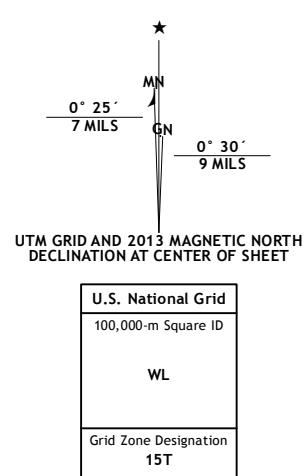 ★
MN
0° 25´
7 MILS
GN
0° 30´
9 MILS
UTM GRID AND 2013 MAGNETIC NORTH
DECLINATION AT CENTER OF SHEET
U.S. National Grid
100,000-m Square ID
WL
Grid Zone Designation
15T